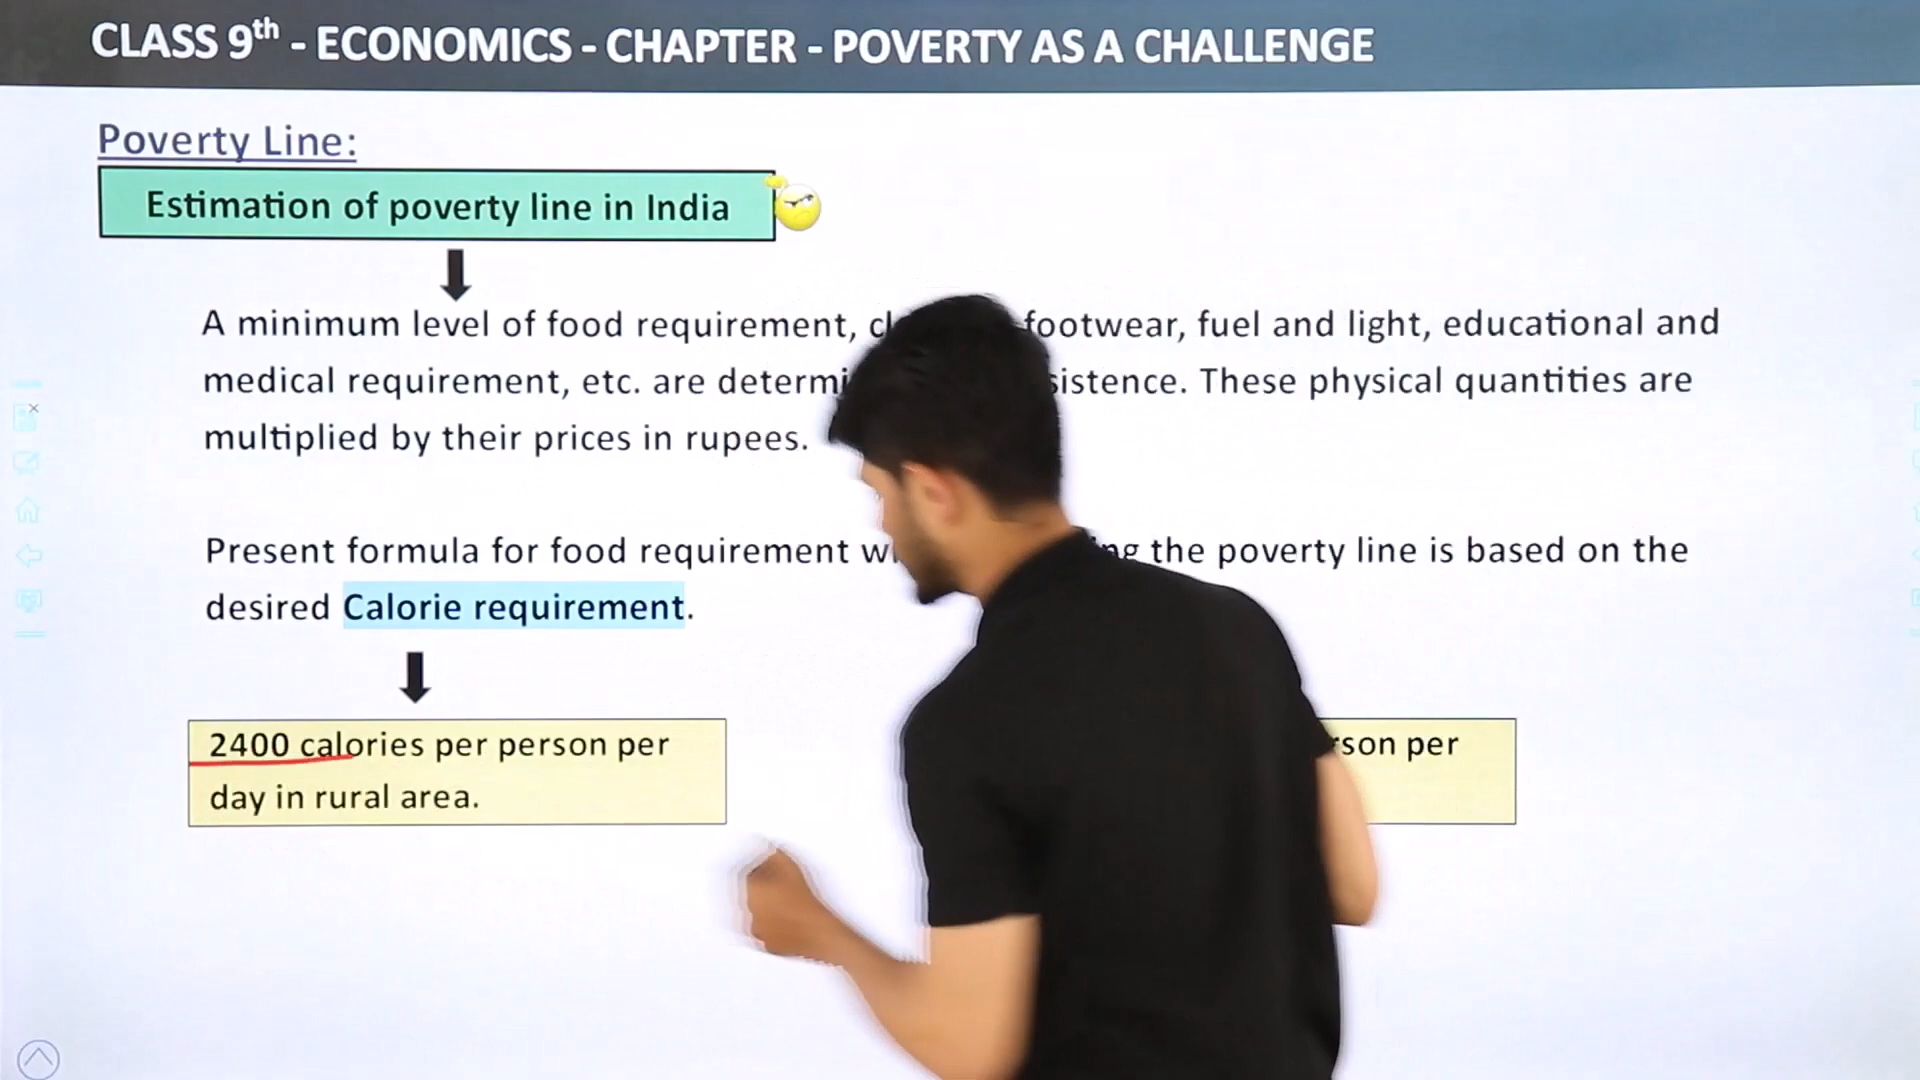 CLASS 9th - ECONOMICS - CHAPTER - POVERTY AS A CHALLENGE
Poverty Line:
Estimation of poverty line in India
A minimum level of food requirement, footwear, fuel and light, educational and
medical requirement, etc. are These physical quantities are
multiplied by their prices in rupees.
Present formula for food requirement the poverty line is based on the
desired Calorie requirement.
2400 calories per person per
day in rural area.
per